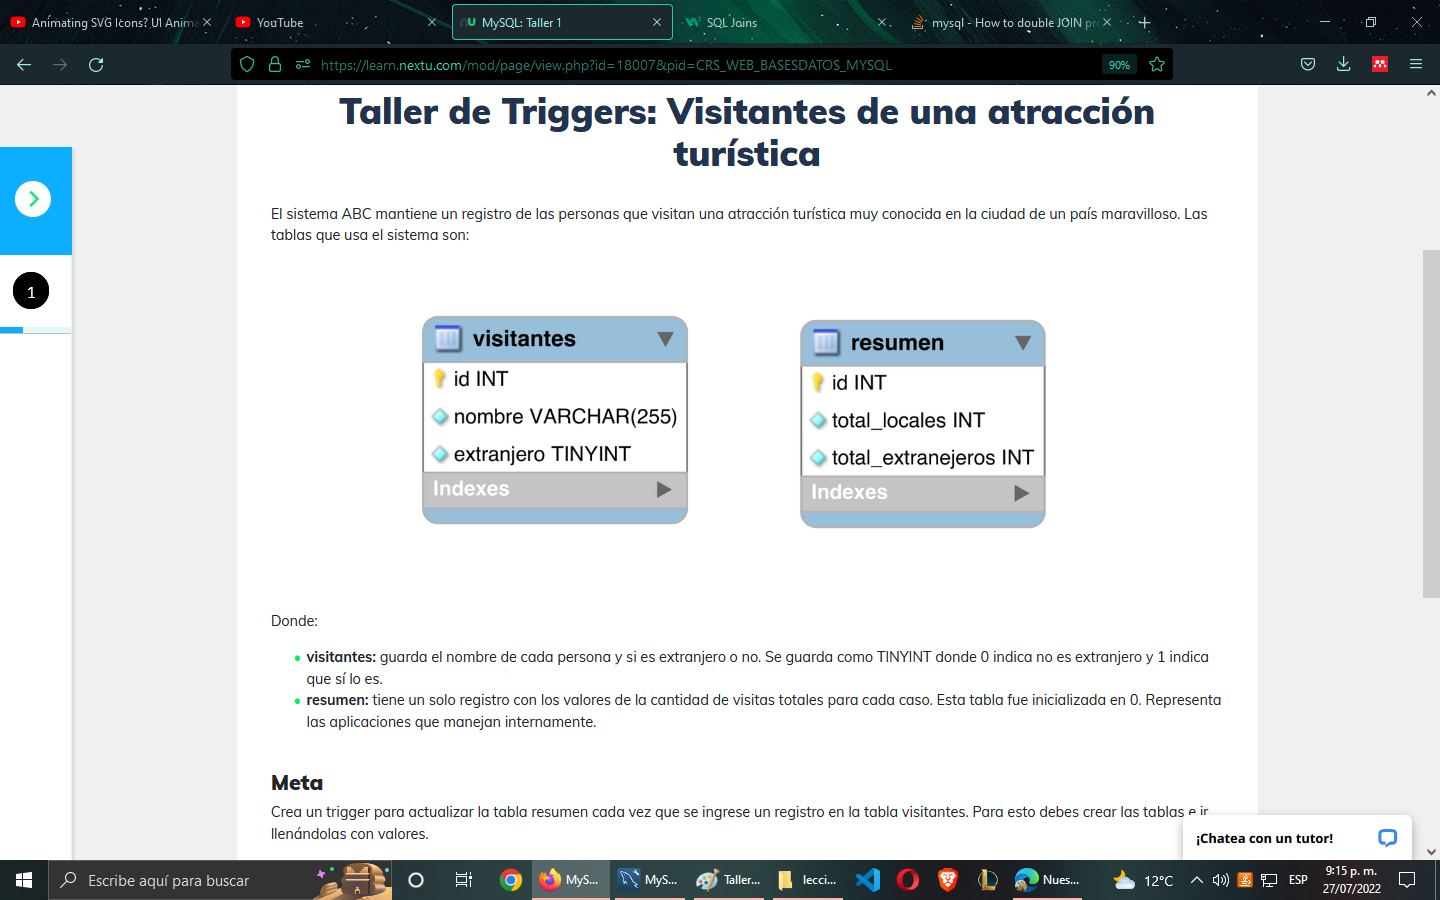 Animating SVG Icons? UI Anima
YouTube
MySQL: Taller 1
SQL Joins
mysql - How to double JOIN pr
https://learn.nextu.com/mod/page/view.php?id=18007&pid=CRS_WEB_BASESDATOS_MYSQL
90%
Taller de Triggers: Visitantes de una atracción
turística
1
El sistema ABC mantiene un registro de las personas que visitan una atracción turística muy conocida en la ciudad de un país maravilloso. Las
tablas que usa el sistema son:
visitantes
id INT
nombre VARCHAR(255)
extranjero TINYINT
Indexes
resumen
id INT
total_locales INT
total_extranejeros INT
Indexes
Donde:
visitantes: guarda el nombre de cada persona y si es extranjero o no. Se guarda como TINYINT donde 0 indica no es extranjero y 1 indica
que sí lo es.
resumen: tiene un solo registro con los valores de la cantidad de visitas totales para cada caso. Esta tabla fue inicializada en 0. Representa
las aplicaciones que manejan internamente.
Meta
Crea un trigger para actualizar la tabla resumen cada vez que se ingrese un registro en la tabla visitantes. Para esto debes crear las tablas e ir
llenándolas con valores.
¡Chatea con un tutor!
Escribe aquí para buscar
MyS...
MyS...
Taller...
lecci...
Nues...
12°C
ESP
9:15 p. m.
27/07/2022